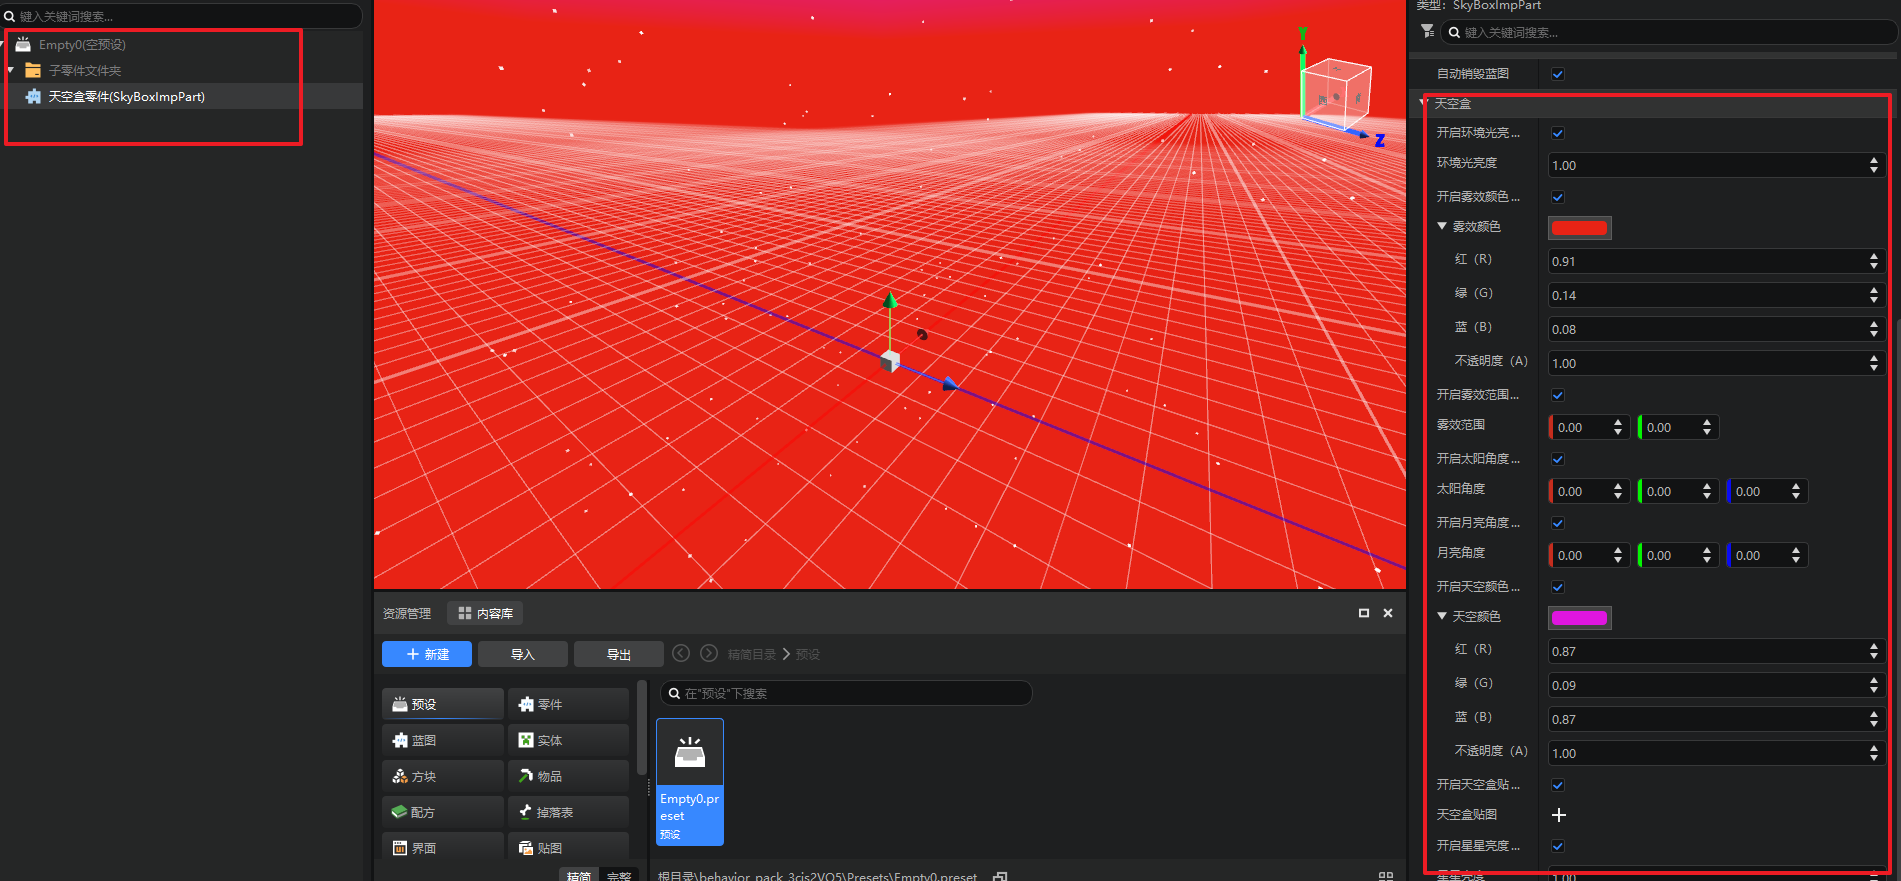 键入关键词搜索...
Empty0(空预设)
子零件文件夹
天空盒零件(SkyBoxImpPart)
Y
Z
资源管理
内容库
新建
导入
导出
精简目录
预设
预设
零件
蓝图
实体
方块
物品
配方
掉落表
界面
贴图
精简
完整
在"预设"下搜索
Empty0.pr
eset
预设
根目录\behavior_pack_3cis2VO5\Presets\Empty0.preset
类型：SkyBoxImpPart
键入关键词搜索...
自动销毁蓝图
天空盒
开启环境光亮...
环境光亮度
1.00
开启雾效颜色...
雾效颜色
红（R）
0.91
绿（G）
0.14
蓝（B）
0.08
不透明度（A）
1.00
开启雾效范围...
雾效范围
0.00 0.00
开启太阳角度...
太阳角度
0.00 0.00 0.00
开启月亮角度...
月亮角度
0.00 0.00 0.00
开启天空颜色...
天空颜色
红（R）
0.87
绿（G）
0.09
蓝（B）
0.87
不透明度（A）
1.00
开启天空盒贴...
天空盒贴图
开启星星亮度...
星星亮度
1.00